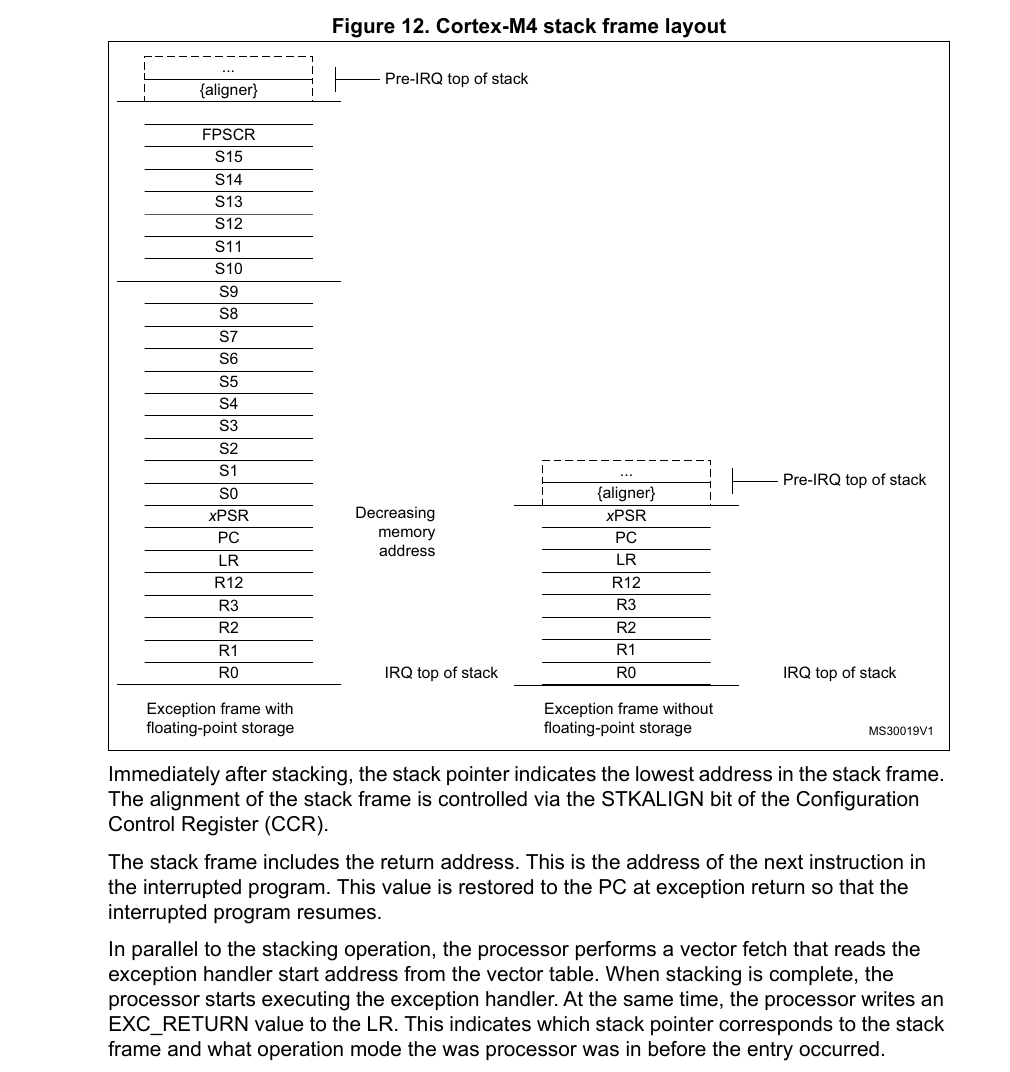 Figure 12. Cortex-M4 stack frame layout
...
{aligner}
Pre-IRQ top of stack
FPSCR
S15
S14
S13
S12
S11
S10
S9
S8
S7
S6
S5
S4
S3
S2
S1
S0
xPSR
PC
LR
R12
R3
R2
R1
R0
Decreasing
memory
address
IRQ top of stack
Exception frame with
floating-point storage
...
{aligner}
Pre-IRQ top of stack
xPSR
PC
LR
R12
R3
R2
R1
R0
IRQ top of stack
Exception frame without
floating-point storage
MS30019V1
Immediately after stacking, the stack pointer indicates the lowest address in the stack frame.
The alignment of the stack frame is controlled via the STKALIGN bit of the Configuration
Control Register (CCR).
The stack frame includes the return address. This is the address of the next instruction in
the interrupted program. This value is restored to the PC at exception return so that the
interrupted program resumes.
In parallel to the stacking operation, the processor performs a vector fetch that reads the
exception handler start address from the vector table. When stacking is complete, the
processor starts executing the exception handler. At the same time, the processor writes an
EXC_RETURN value to the LR. This indicates which stack pointer corresponds to the stack
frame and what operation mode the was processor was in before the entry occurred.